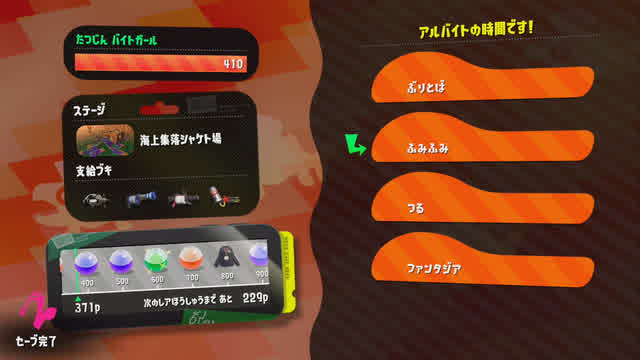 たつじん バイトガール
410
ステージ
海上集落シャケト場
支給ブキ
400
500
600
700
800
900
371p
次のレアほうしゅうまで あと 229p
セーブ完了
アルバイトの時間です!
ぷりとぱ
ふみふみ
つる
ファンタジア